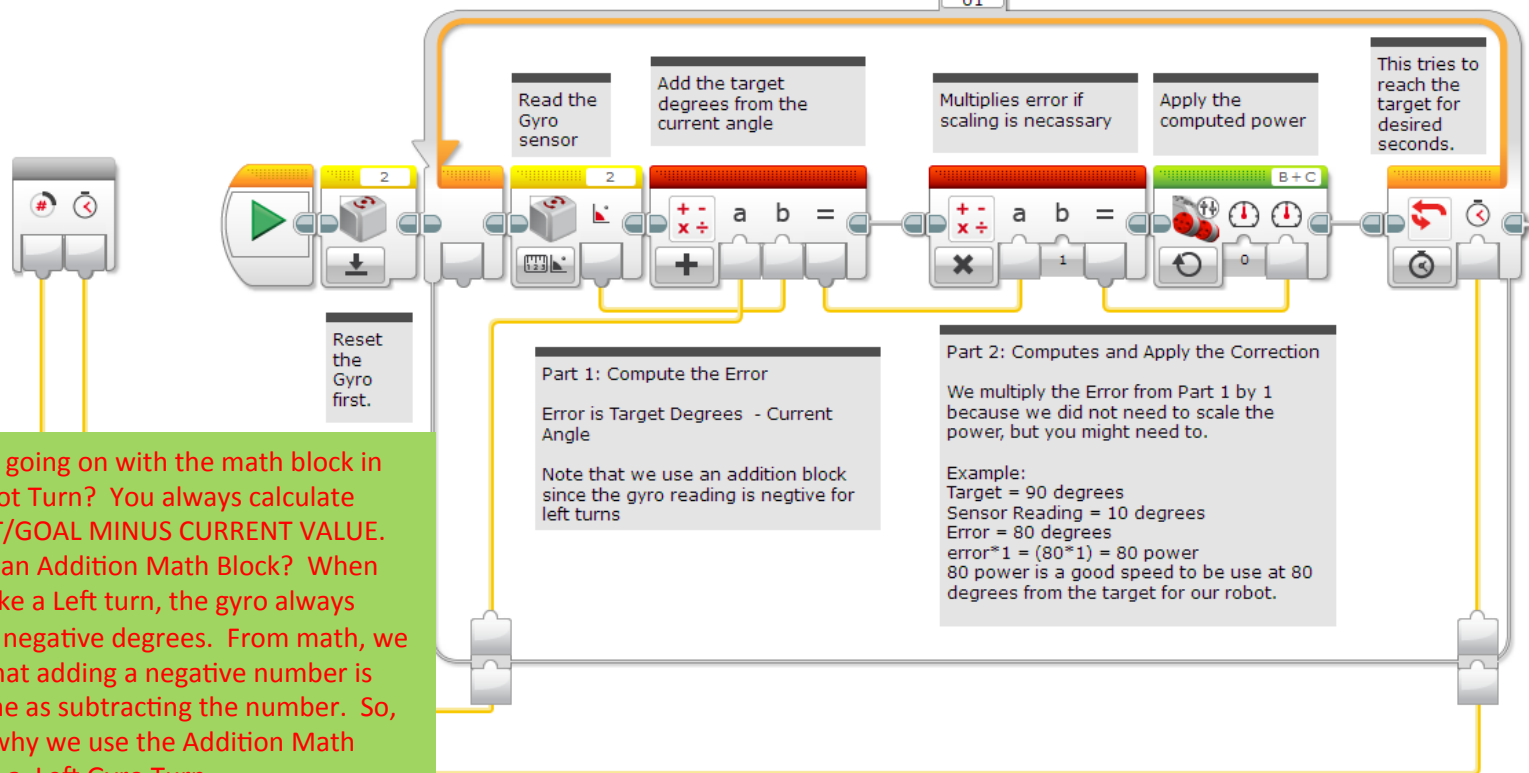 01
This tries to
reach the
target for
desired
seconds.
Read the
Gyro
sensor
Add the target
degrees from the
current angle
Multiplies error if
scaling is necassary
Apply the
computed power
2
2
B+C
#
a b =
a b =
1
0
Reset
the
Gyro
first.
Part 1: Compute the Error
Error is Target Degrees - Current
Angle
Note that we use an addition block
since the gyro reading is negtive for
left turns
Part 2: Computes and Apply the Correction
We multiply the Error from Part 1 by 1
because we did not need to scale the
power, but you might need to.
Example:
Target = 90 degrees
Sensor Reading = 10 degrees
Error = 80 degrees
error*1 = (80*1) = 80 power
80 power is a good speed to be use at 80
degrees from the target for our robot.
going on with the math block in
ot Turn? You always calculate
T/GOAL MINUS CURRENT VALUE.
an Addition Math Block? When
ke a Left turn, the gyro always
negative degrees. From math, we
hat adding a negative number is
ne as subtracting the number. So,
why we use the Addition Math
Left Gyro Turn